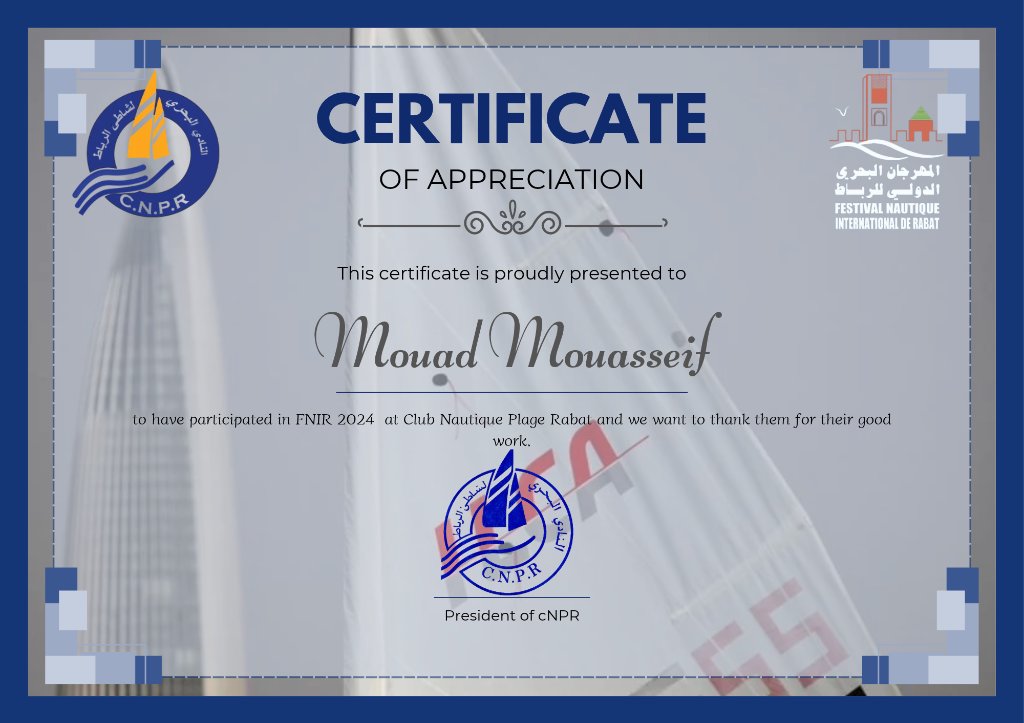 النادي البحري لشاطئ الرباط
C.N.P.R
CERTIFICATE
OF APPRECIATION
المهرجان البحري
الدولي للرباط
FESTIVAL NAUTIQUE
INTERNATIONAL DE RABAT
This certificate is proudly presented to
Mouad Mouasseif
to have participated in FNIR 2024 at Club Nautique Plage Rabat and we want to thank them for their good
work.
النادي البحري لشاطئ الرباط
C.N.P.R
President of cNPR